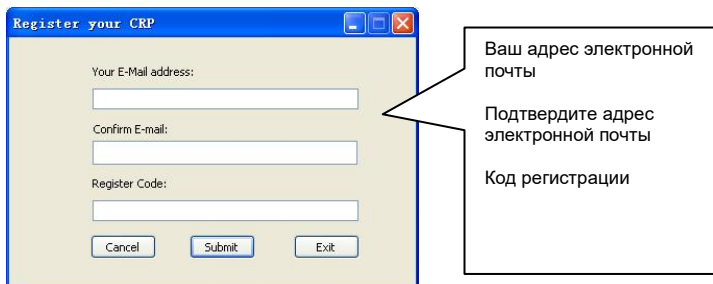 Register your CRP
Your E-Mail address:
Confirm E-mail:
Register Code:
Cancel Submit Exit
Ваш адрес электронной
почты
Подтвердите адрес
электронной почты
Код регистрации